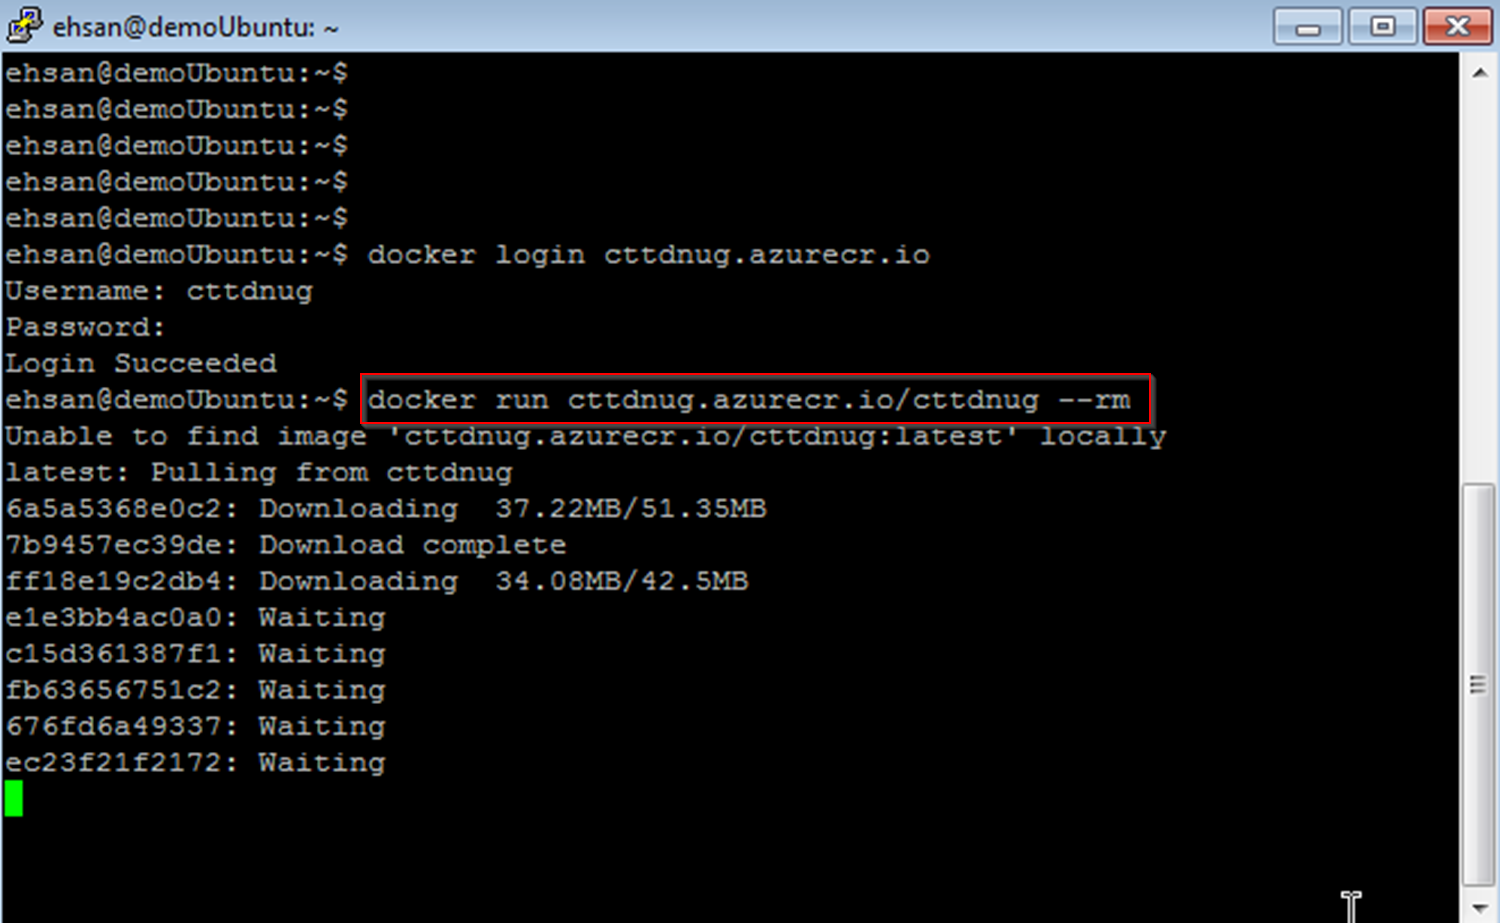 ehsan@demoUbuntu: ~
ehsan@demoUbuntu:~$
ehsan@demoUbuntu:~$
ehsan@demoUbuntu:~$
ehsan@demoUbuntu:~$
ehsan@demoUbuntu:~$
ehsan@demoUbuntu:~$ docker login cttdnug.azurecr.io
Username: cttdnug
Password:
Login Succeeded
ehsan@demoUbuntu:~$ docker run cttdnug.azurecr.io/cttdnug --rm
Unable to find image 'cttdnug.azurecr.io/cttdnug:latest' locally
latest: Pulling from cttdnug
6a5a5368e0c2: Downloading  37.22MB/51.35MB
7b9457ec39de: Download complete
ff18e19c2db4: Downloading  34.08MB/42.5MB
e1e3bb4ac0a0: Waiting
c15d361387f1: Waiting
fb63656751c2: Waiting
676fd6a49337: Waiting
ec23f21f2172: Waiting